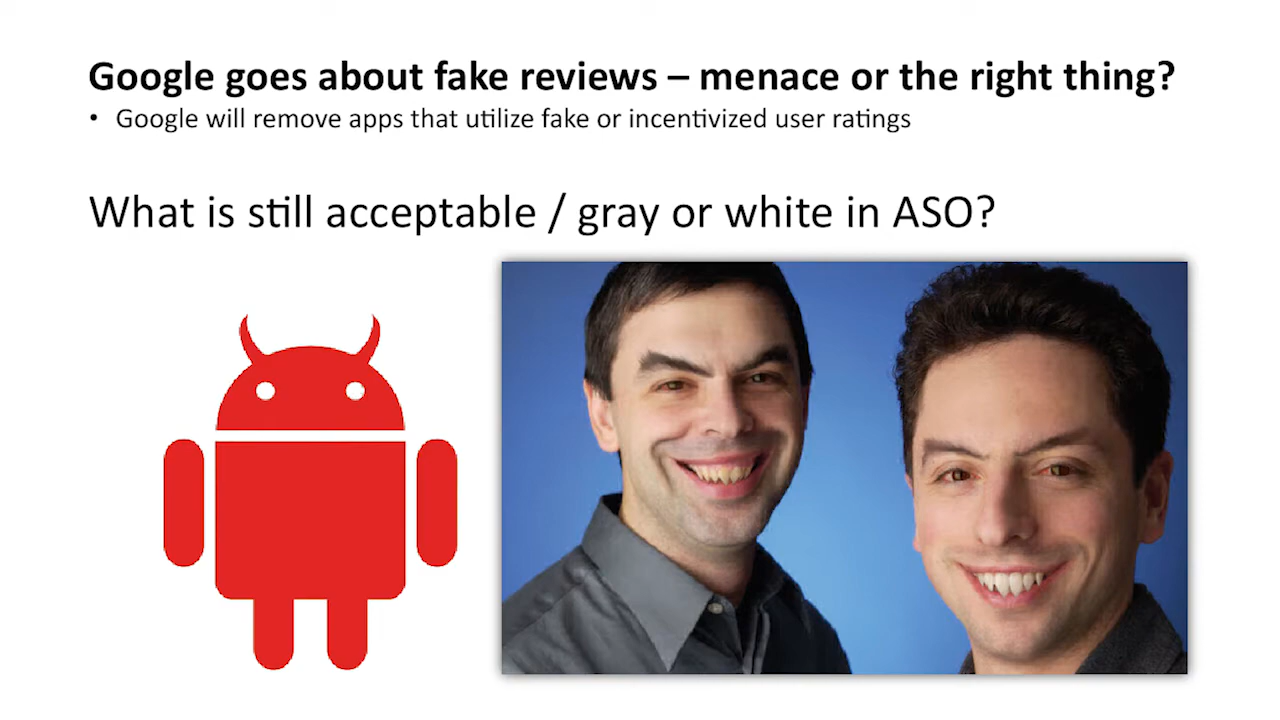 Google goes about fake reviews – menace or the right thing?
• Google will remove apps that utilize fake or incentivized user ratings
What is still acceptable / gray or white in ASO?